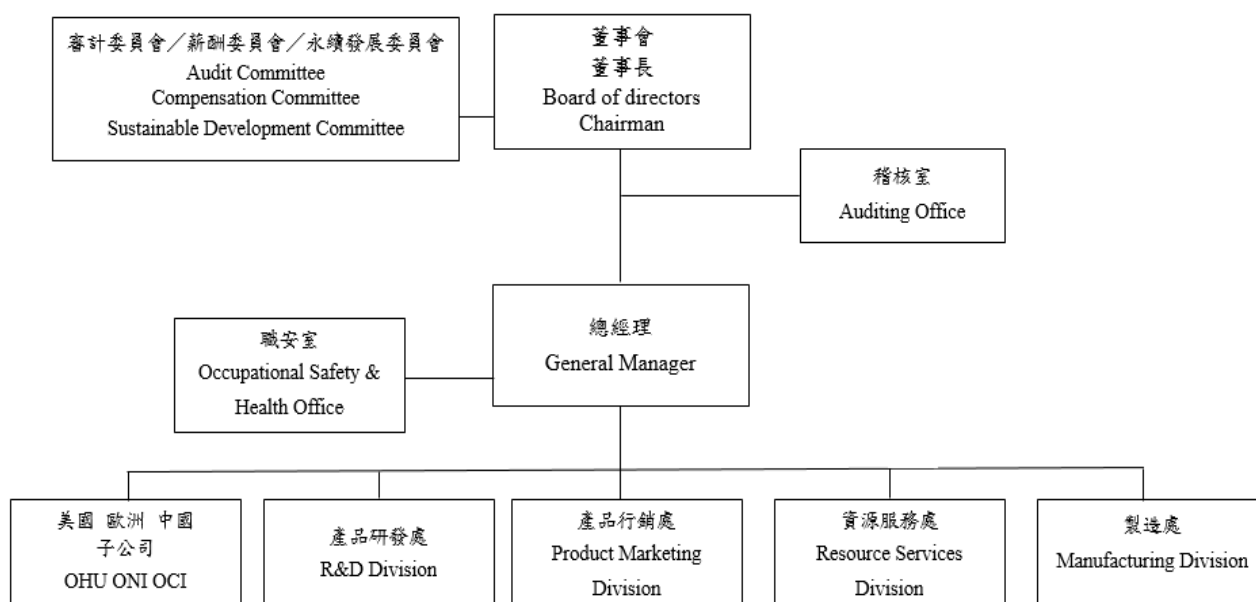 審計委員會／薪酬委員會／永續發展委員會
Audit Committee
Compensation Committee
Sustainable Development Committee
董事會
董事長
Board of directors
Chairman
稽核室
Auditing Office
總經理
General Manager
職安室
Occupational Safety &
Health Office
美國 歐洲 中國
子公司
OHU ONI OCI
產品研發處
R&D Division
產品行銷處
Product Marketing
Division
資源服務處
Resource Services
Division
製造處
Manufacturing Division